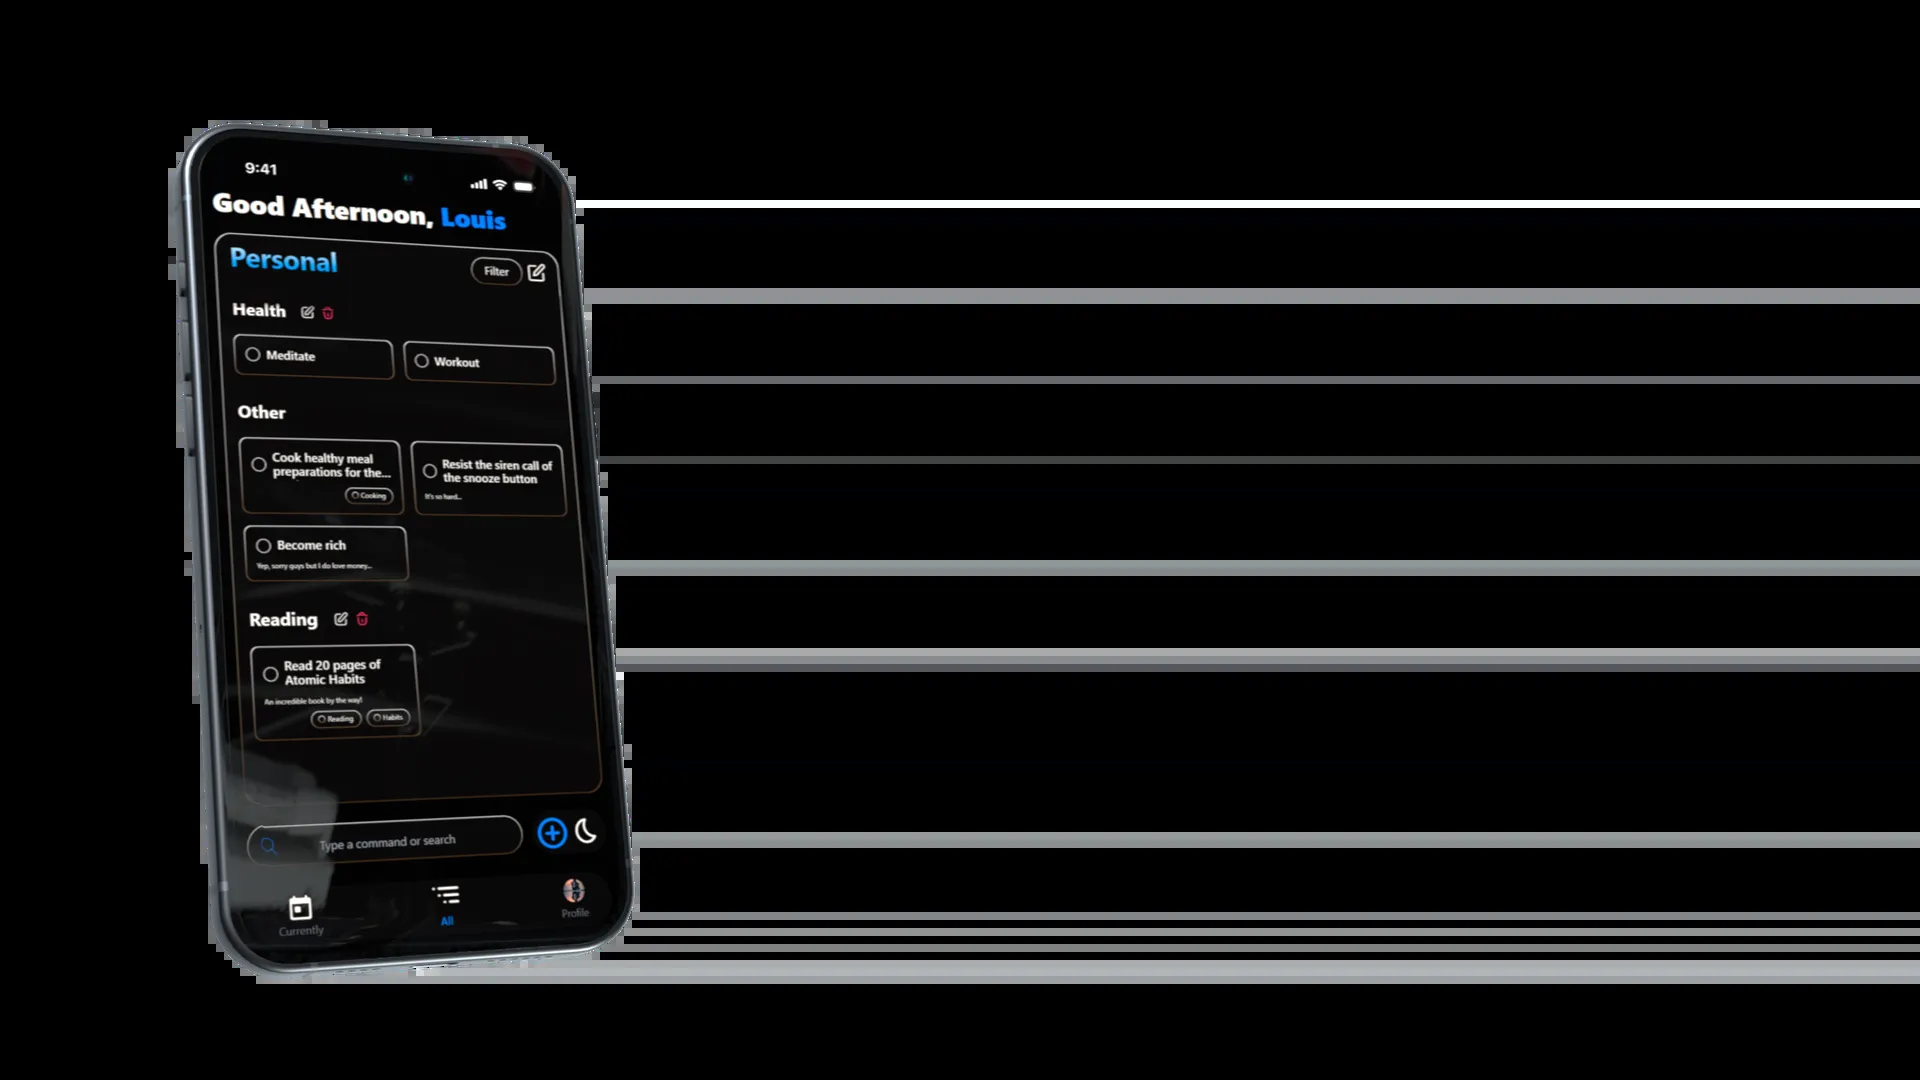 9:41
Good Afternoon, Louis
Personal
Filter
Health
Meditate
Workout
Other
Cook healthy meal
preparations for the...
Cooking
Resist the siren call of
the snooze button
It's so hard...
Become rich
Yep, sorry guys but I do love money...
Reading
Read 20 pages of
Atomic Habits
An incredible book by the way!
Reading
Habits
Type a command or search
Currently
All
Profile